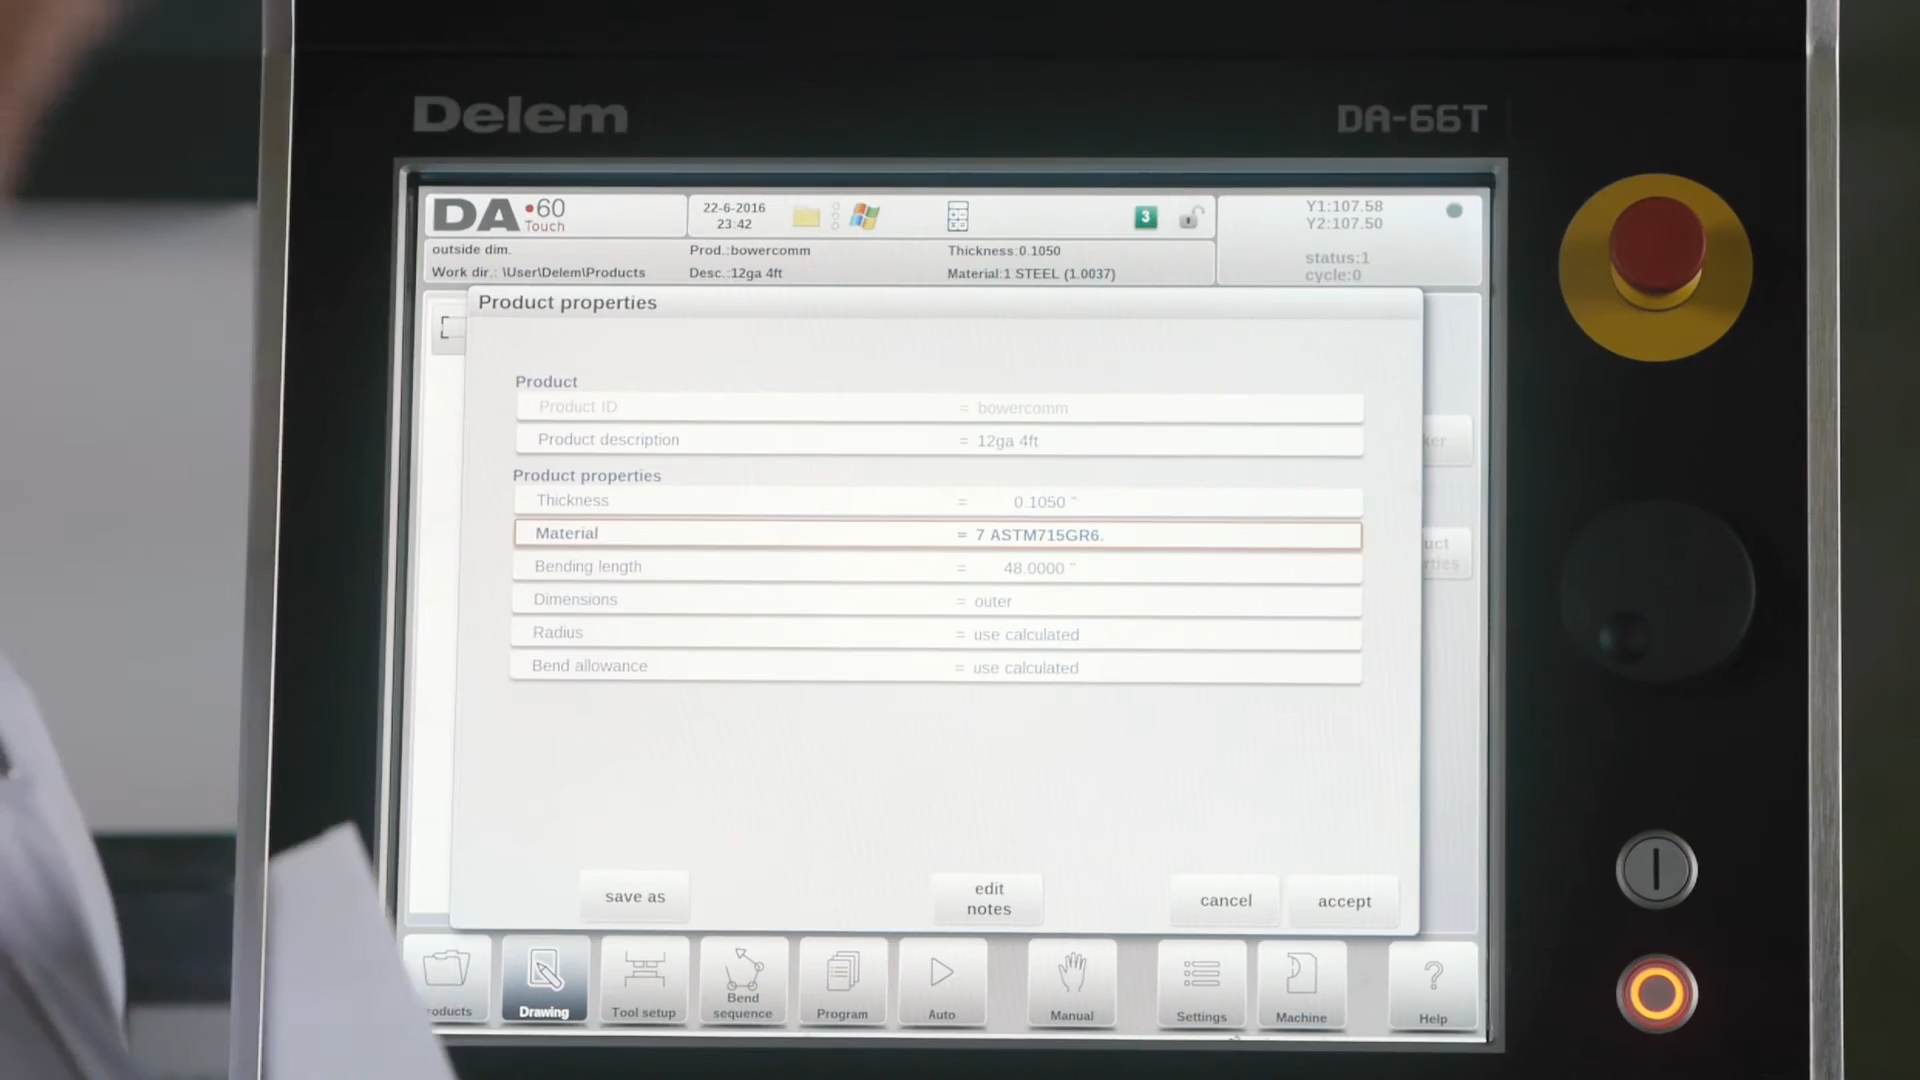 Delem
DA-66T
DA•60
Touch
22-6-2016
23:42
3
Y1:107.58
Y2:107.50
status:1
cycle:0
outside dim.
Prod.:bowercomm
Thickness:0.1050
Work dir.: \User\Delem\Products
Desc.:12ga 4ft
Material:1 STEEL (1.0037)
Product properties
Product
Product ID = bowercomm
Product description = 12ga 4ft
Product properties
Thickness = 0.1050 "
Material = 7 ASTM715GR6.
Bending length = 48.0000 "
Dimensions = outer
Radius = use calculated
Bend allowance = use calculated
save as
edit
notes
cancel
accept
Drawing
Tool setup
Bend
sequence
Program
Auto
Manual
Settings
Machine
?
Help